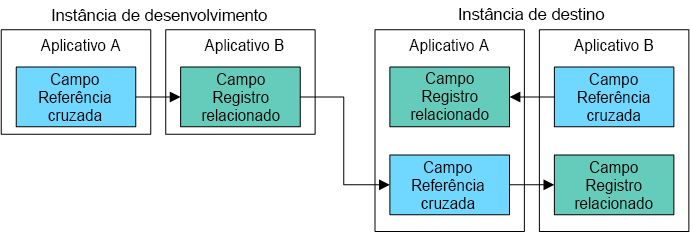 Instância de desenvolvimento
Aplicativo A
Campo
Referência
cruzada
Aplicativo B
Campo
Registro
relacionado
Instância de destino
Aplicativo A
Campo
Registro
relacionado
Campo
Referência
cruzada
Aplicativo B
Campo
Referência
cruzada
Campo
Registro
relacionado